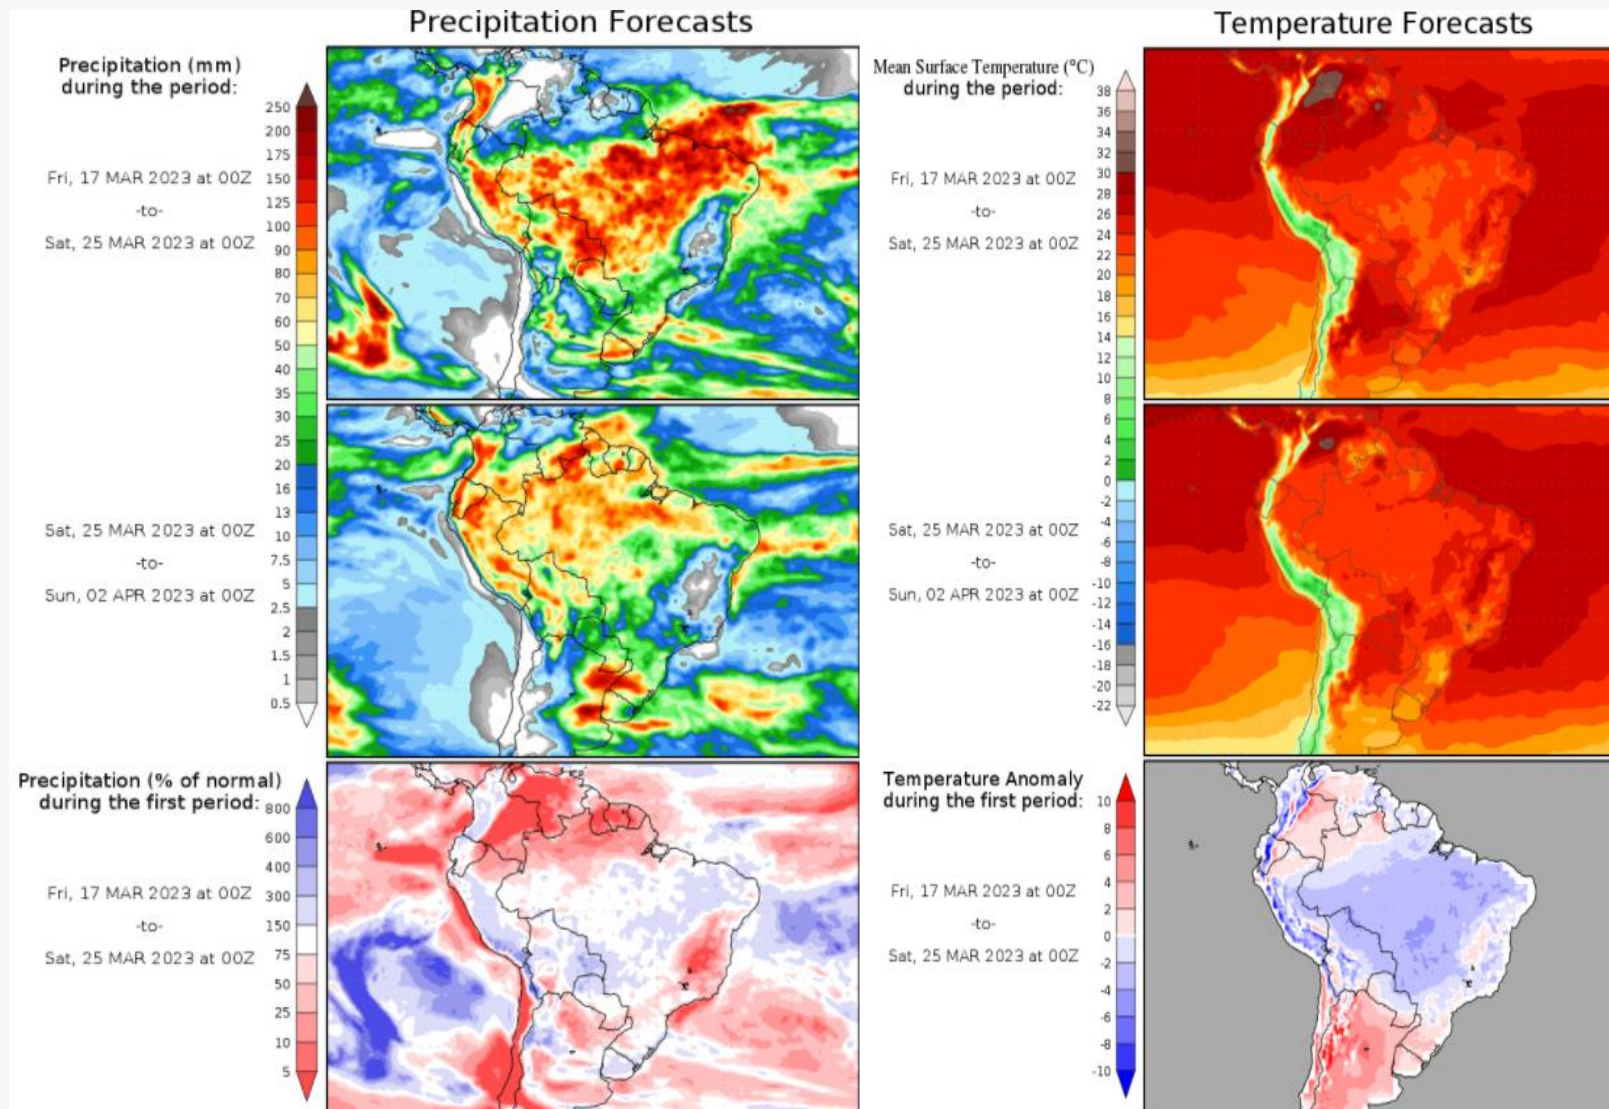 Precipitation Forecasts
Precipitation (mm)
during the period:
250
200
175
150
125
100
90
80
70
60
50
40
35
30
25
20
16
13
10
7.5
5
2.5
2
1.5
1
0.5
Fri, 17 MAR 2023 at 00Z
-to-
Sat, 25 MAR 2023 at 00Z
Sat, 25 MAR 2023 at 00Z
-to-
Sun, 02 APR 2023 at 00Z
Precipitation (% of normal)
during the first period:
800
600
400
300
150
75
50
25
10
5
Fri, 17 MAR 2023 at 00Z
-to-
Sat, 25 MAR 2023 at 00Z
Temperature Forecasts
Mean Surface Temperature (°C)
during the period:
38
36
34
32
30
28
26
24
22
20
18
16
14
12
10
8
6
4
2
0
-2
-4
-6
-8
-10
-12
-14
-16
-18
-20
-22
Fri, 17 MAR 2023 at 00Z
-to-
Sat, 25 MAR 2023 at 00Z
Sat, 25 MAR 2023 at 00Z
-to-
Sun, 02 APR 2023 at 00Z
Temperature Anomaly
during the first period:
10
8
6
4
2
0
-2
-4
-6
-8
-10
Fri, 17 MAR 2023 at 00Z
-to-
Sat, 25 MAR 2023 at 00Z